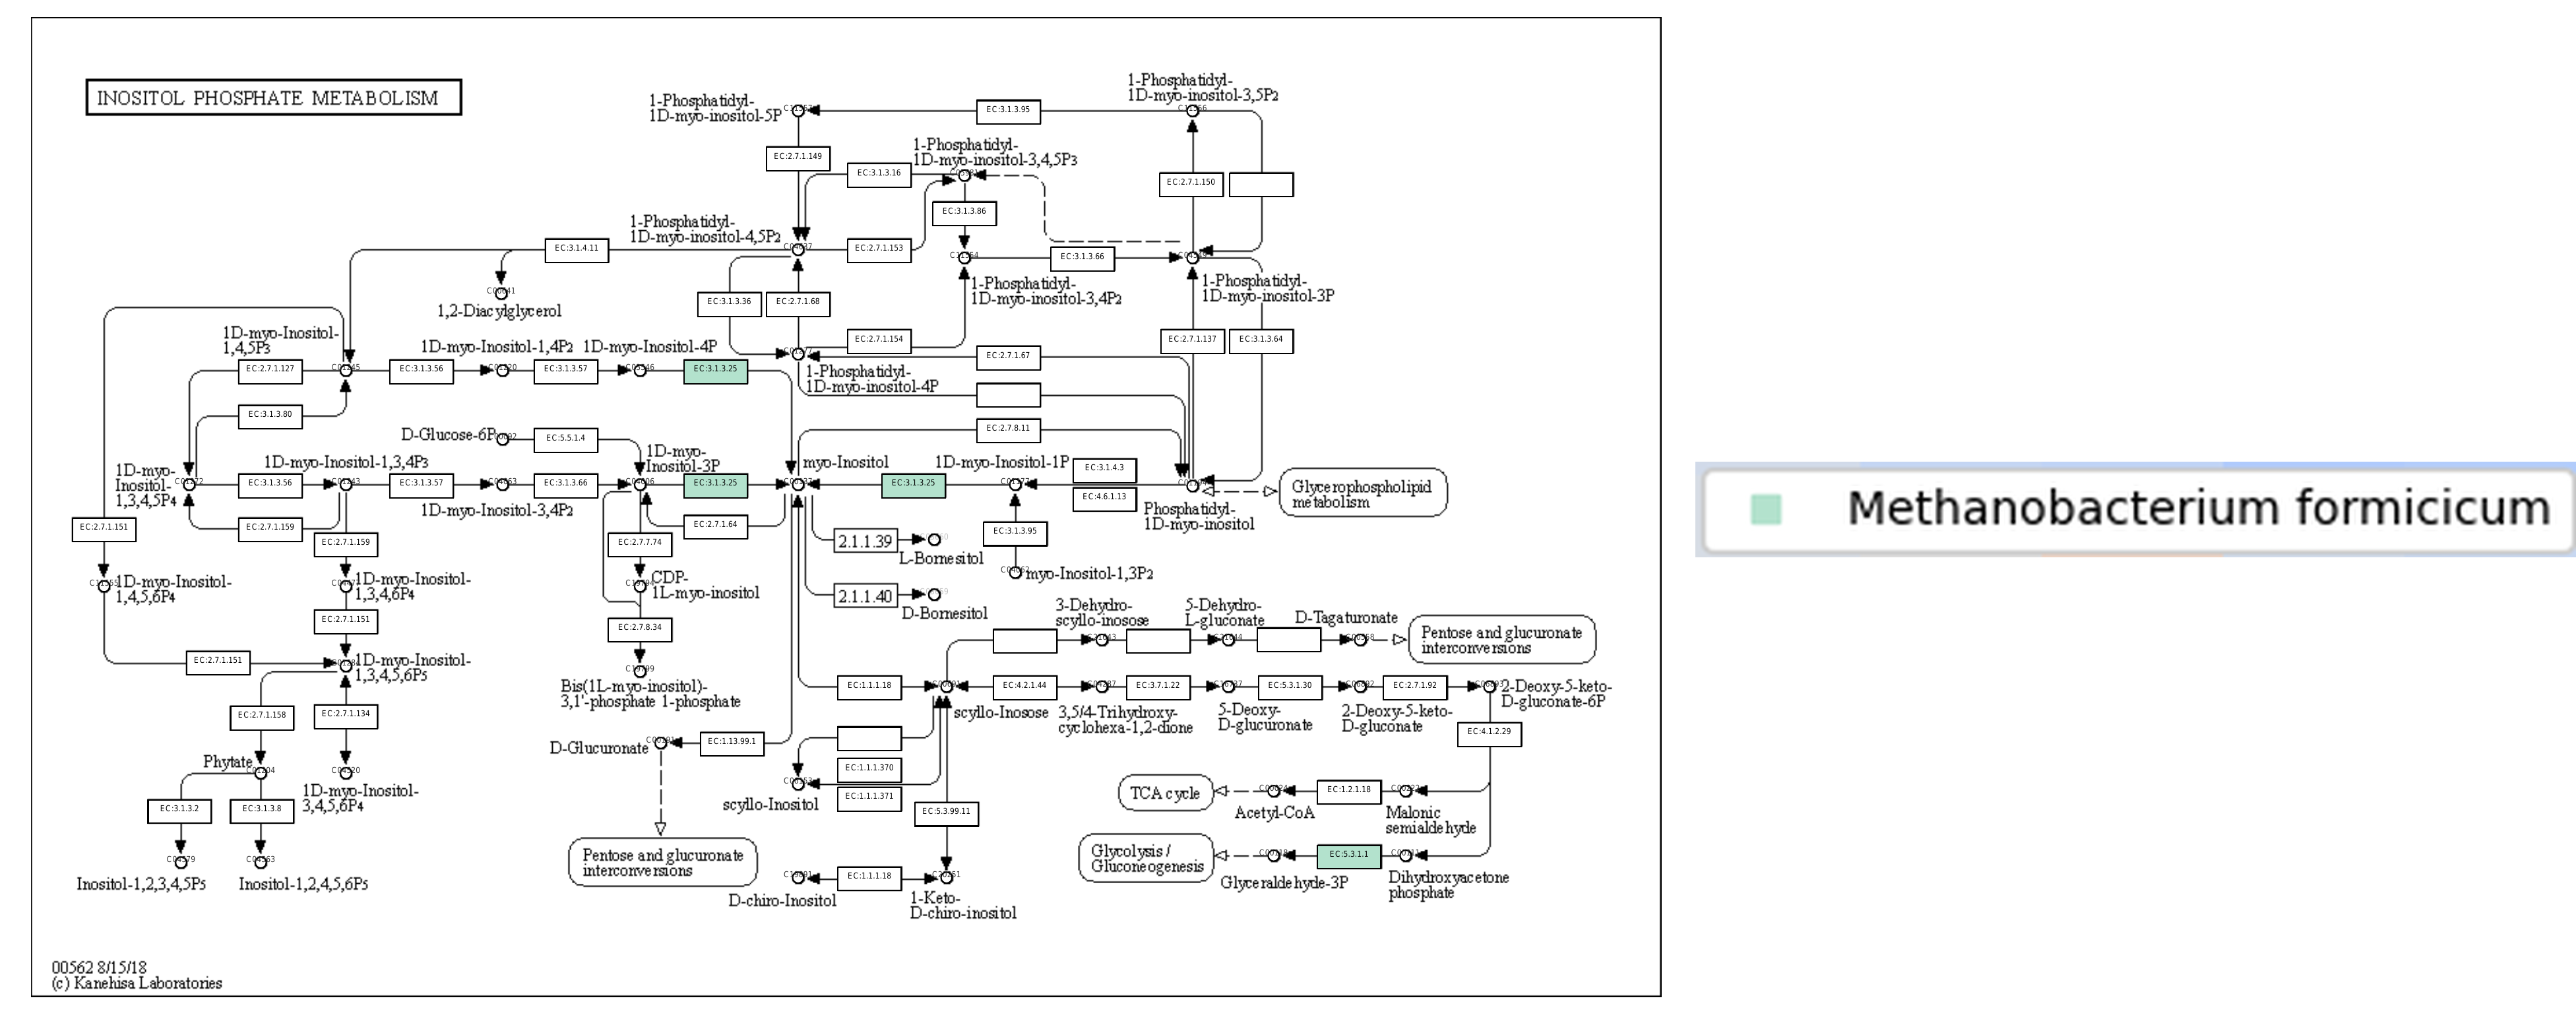 INOSITOL PHOSPHATE METABOLISM
1-Phosphatidyl-
1D-myo-inositol-5P
EC:3.1.3.95
1-Phosphatidyl-
1D-myo-inositol-3,5P2
EC:2.7.1.149
1-Phosphatidyl-
1D-myo-inositol-3,4,5P3
EC:3.1.3.16
EC:2.7.1.150
EC:3.1.3.86
1-Phosphatidyl-
1D-myo-inositol-4,5P2
EC:3.1.4.11
EC:2.7.1.153
EC:3.1.3.66
1,2-Diacylglycerol
EC:3.1.3.36
EC:2.7.1.68
1-Phosphatidyl-
1D-myo-inositol-3,4P2
1-Phosphatidyl-
1D-myo-inositol-3P
1D-myo-Inositol-
1,4,5P3
1D-myo-Inositol-1,4P2
1D-myo-Inositol-4P
EC:2.7.1.154
EC:2.7.1.137
EC:3.1.3.64
EC:2.7.1.127
EC:3.1.3.56
EC:3.1.3.57
EC:3.1.3.25
EC:2.7.1.67
1-Phosphatidyl-
1D-myo-inositol-4P
EC:3.1.3.80
D-Glucose-6P
EC:5.5.1.4
EC:2.7.8.11
1D-myo-
Inositol-
1,3,4,5P4
1D-myo-Inositol-1,3,4P3
1D-myo-
Inositol-3P
myo-Inositol
1D-myo-Inositol-1P
EC:3.1.4.3
EC:3.1.3.56
EC:3.1.3.57
EC:3.1.3.66
EC:3.1.3.25
EC:3.1.3.25
EC:4.6.1.13
Glycerophospholipid
metabolism
1D-myo-Inositol-3,4P2
Phosphatidyl-
1D-myo-inositol
EC:2.7.1.151
EC:2.7.1.159
EC:2.7.1.64
EC:2.7.1.159
EC:2.7.7.74
2.1.1.39
L-Bornesitol
EC:3.1.3.95
1D-myo-Inositol-
1,4,5,6P4
1D-myo-Inositol-
1,3,4,6P4
CDP-
1L-myo-inositol
2.1.1.40
D-Bornesitol
myo-Inositol-1,3P2
EC:2.7.1.151
EC:2.7.8.34
3-Dehydro-
scyllo-inosose
5-Dehydro-
L-gluconate
D-Tagaturonate
Pentose and glucuronate
interconversions
EC:2.7.1.151
1D-myo-Inositol-
1,3,4,5,6P5
Bis(1L-myo-inositol)-
3,1'-phosphate 1-phosphate
EC:1.1.1.18
EC:4.2.1.44
EC:3.7.1.22
EC:5.3.1.30
EC:2.7.1.92
2-Deoxy-5-keto-
D-gluconate-6P
scyllo-Inosose
3,5/4-Trihydroxy-
cyclohexa-1,2-dione
5-Deoxy-
D-glucuronate
2-Deoxy-5-keto-
D-gluconate
EC:2.7.1.158
EC:2.7.1.134
D-Glucuronate
EC:1.13.99.1
EC:4.1.2.29
Phytate
EC:1.1.1.370
EC:1.1.1.371
scyllo-Inositol
1D-myo-Inositol-
3,4,5,6P4
EC:3.1.3.2
EC:3.1.3.8
EC:5.3.99.11
TCA cycle
EC:1.2.1.18
Acetyl-CoA
Malonic
semialdehyde
Pentose and glucuronate
interconversions
Glycolysis /
Gluconeogenesis
EC:5.3.1.1
Glyceraldehyde-3P
Dihydroxyacetone
phosphate
Inositol-1,2,3,4,5P5
Inositol-1,2,4,5,6P5
EC:1.1.1.18
D-chiro-Inositol
1-Keto-
D-chiro-inositol
00562 8/15/18
(c) Kanehisa Laboratories
Methanobacterium formicicum